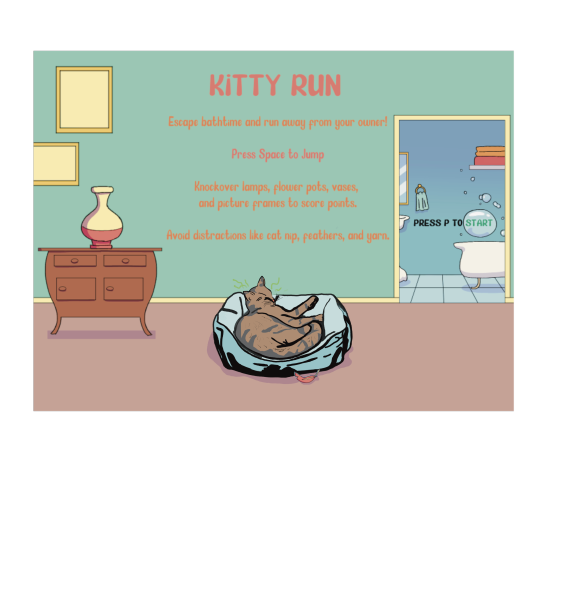 KiTTY RUN
Escape bathtime and run away from your owner!
Press Space to Jump
Knockover lamps, flower pots, vases,
and picture frames to score points.
Avoid distractions like cat nip, feathers, and yarn.
PRESS P TO START